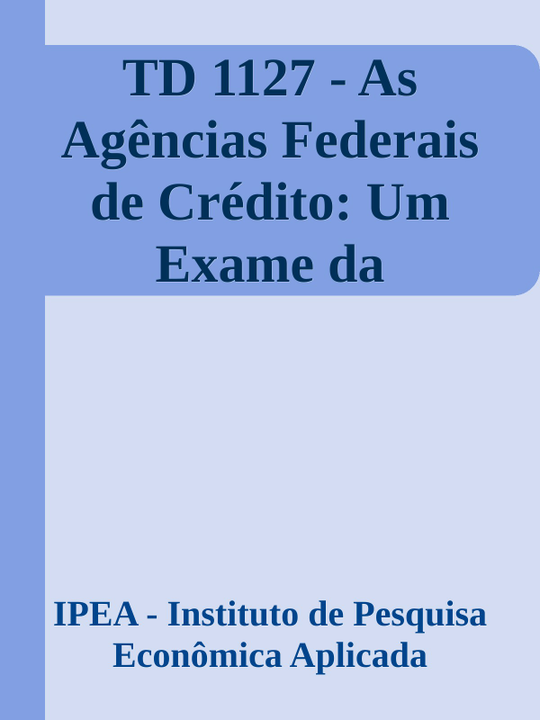 TD 1127 - As
Agências Federais
de Crédito: Um
Exame da
IPEA - Instituto de Pesquisa
Econômica Aplicada